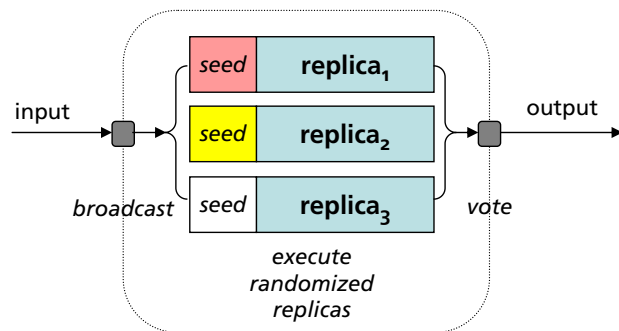 seed replica1
input
output
seed replica2
broadcast
seed replica3
vote
execute
randomized
replicas